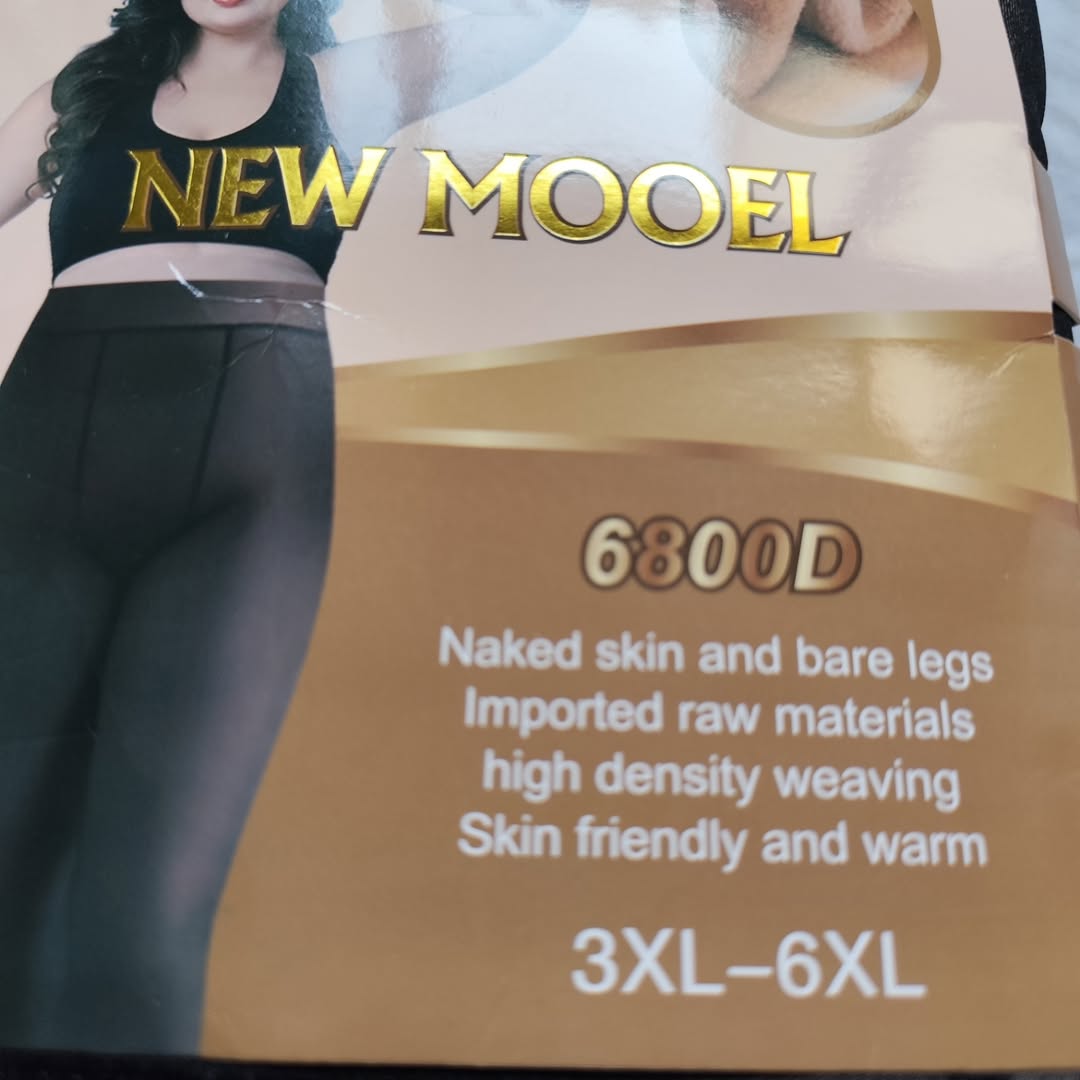 NEW MOOEL
6800D
Naked skin and bare legs
Imported raw materials
high density weaving
Skin friendly and warm
3XL–6XL